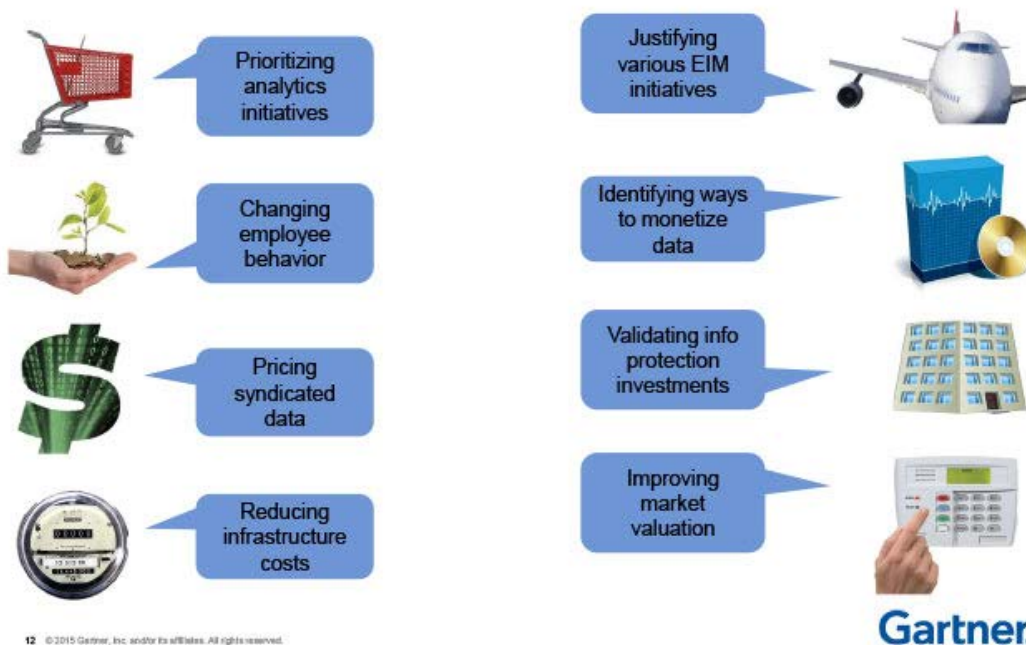 Prioritizing
analytics
initiatives
Changing
employee
behavior
Pricing
syndicated
data
Reducing
infrastructure
costs
Justifying
various EIM
initiatives
Identifying ways
to monetize
data
Validating info
protection
investments
Improving
market
valuation
12 © 2015 Gartner, Inc. and/or its affiliates. All rights reserved.
Gartner